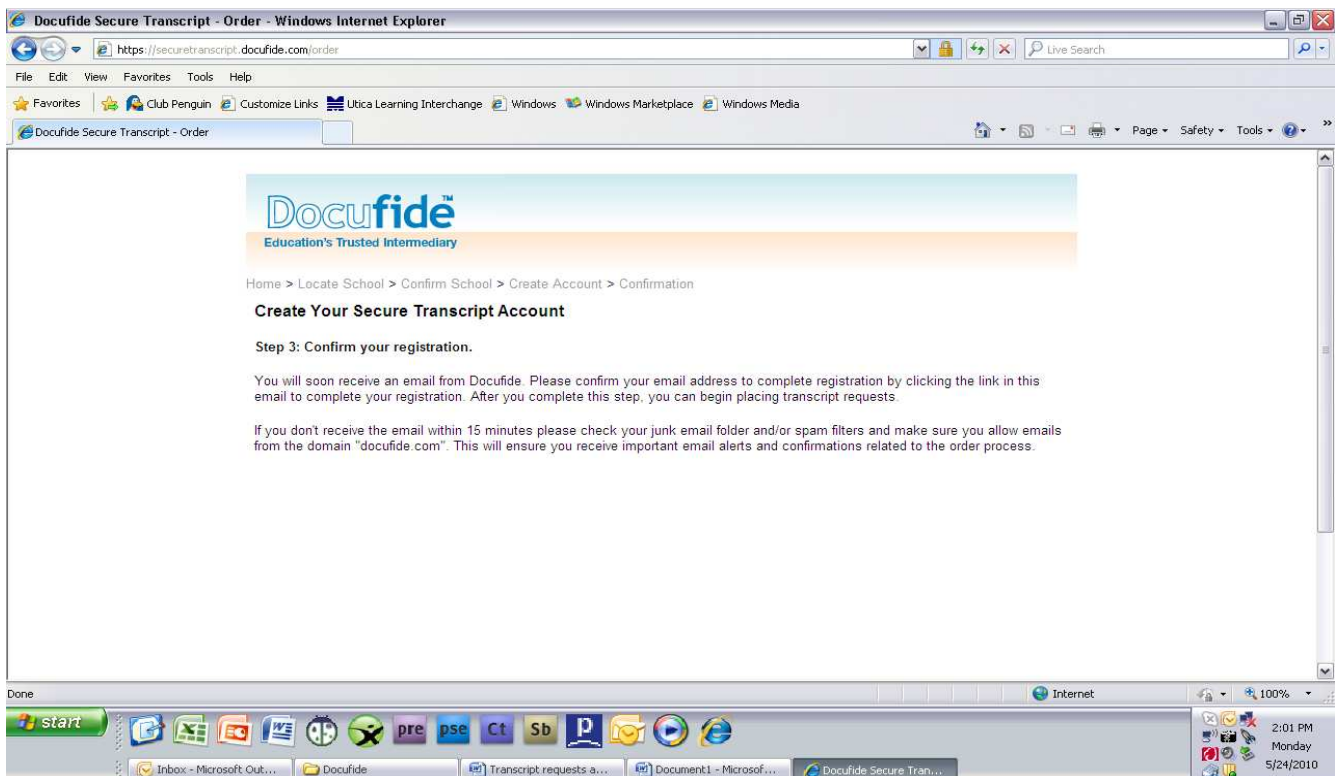 Docufide Secure Transcript - Order - Windows Internet Explorer
https://securetranscript.docufide.com/order
Live Search
File Edit View Favorites Tools Help
Favorites Club Penguin Customize Links Utica Learning Interchange Windows Windows Marketplace Windows Media
Docufide Secure Transcript - Order
Page Safety Tools
Docufide™
Education's Trusted Intermediary
Home > Locate School > Confirm School > Create Account > Confirmation
Create Your Secure Transcript Account
Step 3: Confirm your registration.
You will soon receive an email from Docufide. Please confirm your email address to complete registration by clicking the link in this
email to complete your registration. After you complete this step, you can begin placing transcript requests.
If you don't receive the email within 15 minutes please check your junk email folder and/or spam filters and make sure you allow emails
from the domain "docufide.com". This will ensure you receive important email alerts and confirmations related to the order process.
Done
Internet
100%
start
pre pse Ct Sb p
2:01 PM
Monday
5/24/2010
Inbox - Microsoft Out... Docufide Transcript requests a... Document1 - Microsof... Docufide Secure Tran...